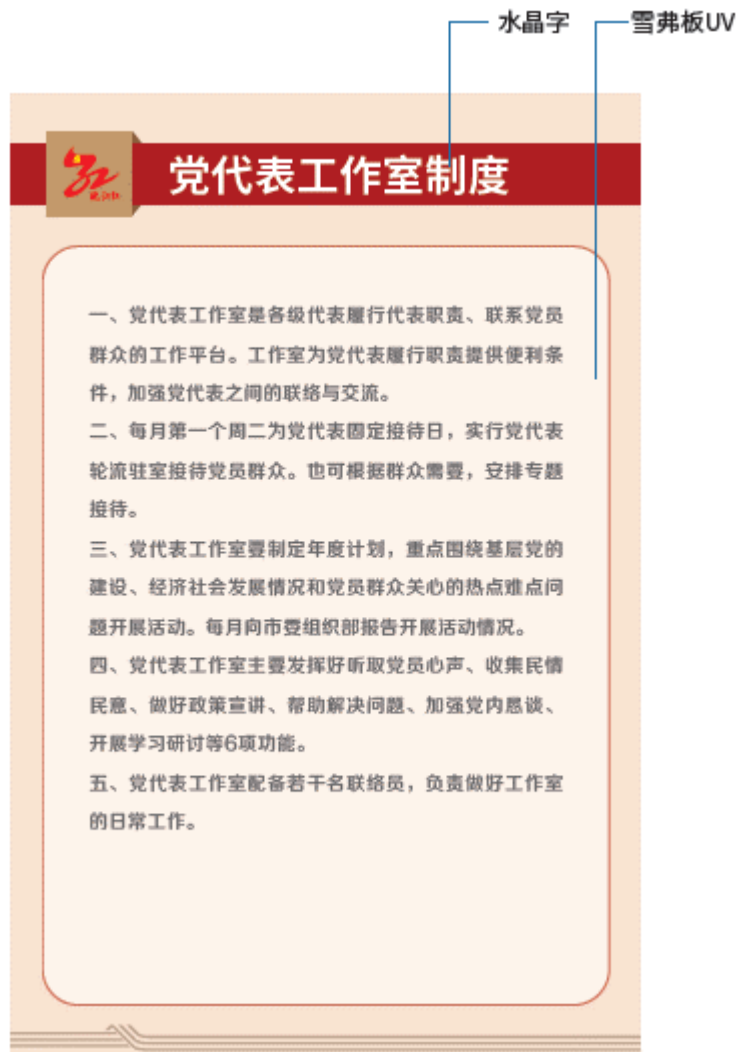 水晶字
雪弗板UV
党代表工作室制度
一、党代表工作室是各级代表履行代表职责、联系党员
群众的工作平台。工作室为党代表履行职责提供便利条
件，加强党代表之间的联络与交流。
二、每月第一个周二为党代表固定接待日，实行党代表
轮流驻室接待党员群众。也可根据群众需要，安排专题
接待。
三、党代表工作室要制定年度计划，重点围绕基层党的
建设、经济社会发展情况和党员群众关心的热点难点问
题开展活动。每月向市委组织部报告开展活动情况。
四、党代表工作室主要发挥好听取党员心声、收集民情
民意、做好政策宣讲、帮助解决问题、加强党内恳谈、
开展学习研讨等6项功能。
五、党代表工作室配备若干名联络员，负责做好工作室
的日常工作。